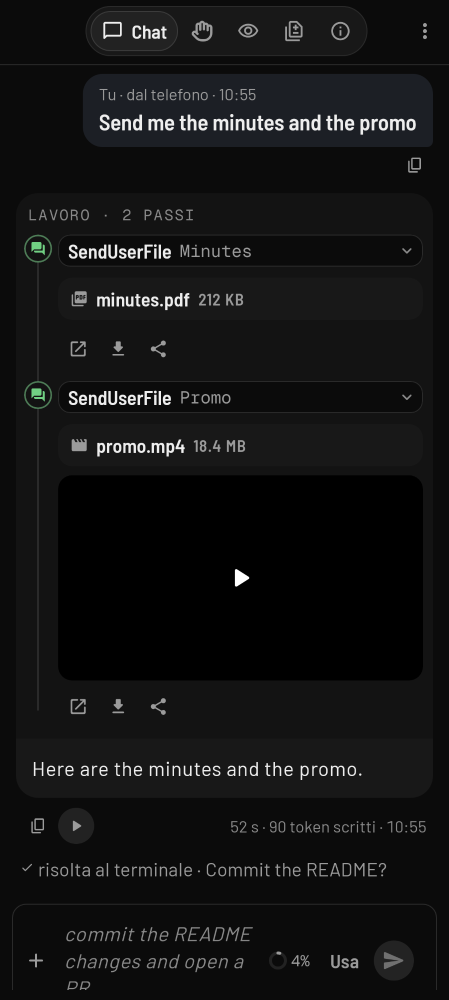 Chat
Tu · dal telefono · 10:55
Send me the minutes and the promo
LAVORO · 2 PASSI
SendUserFile Minutes
PDF
minutes.pdf 212 KB
SendUserFile Promo
promo.mp4 18.4 MB
Here are the minutes and the promo.
52 s · 90 token scritti · 10:55
risolta al terminale · Commit the README?
commit the README
changes and open a
PR
4%
Usa